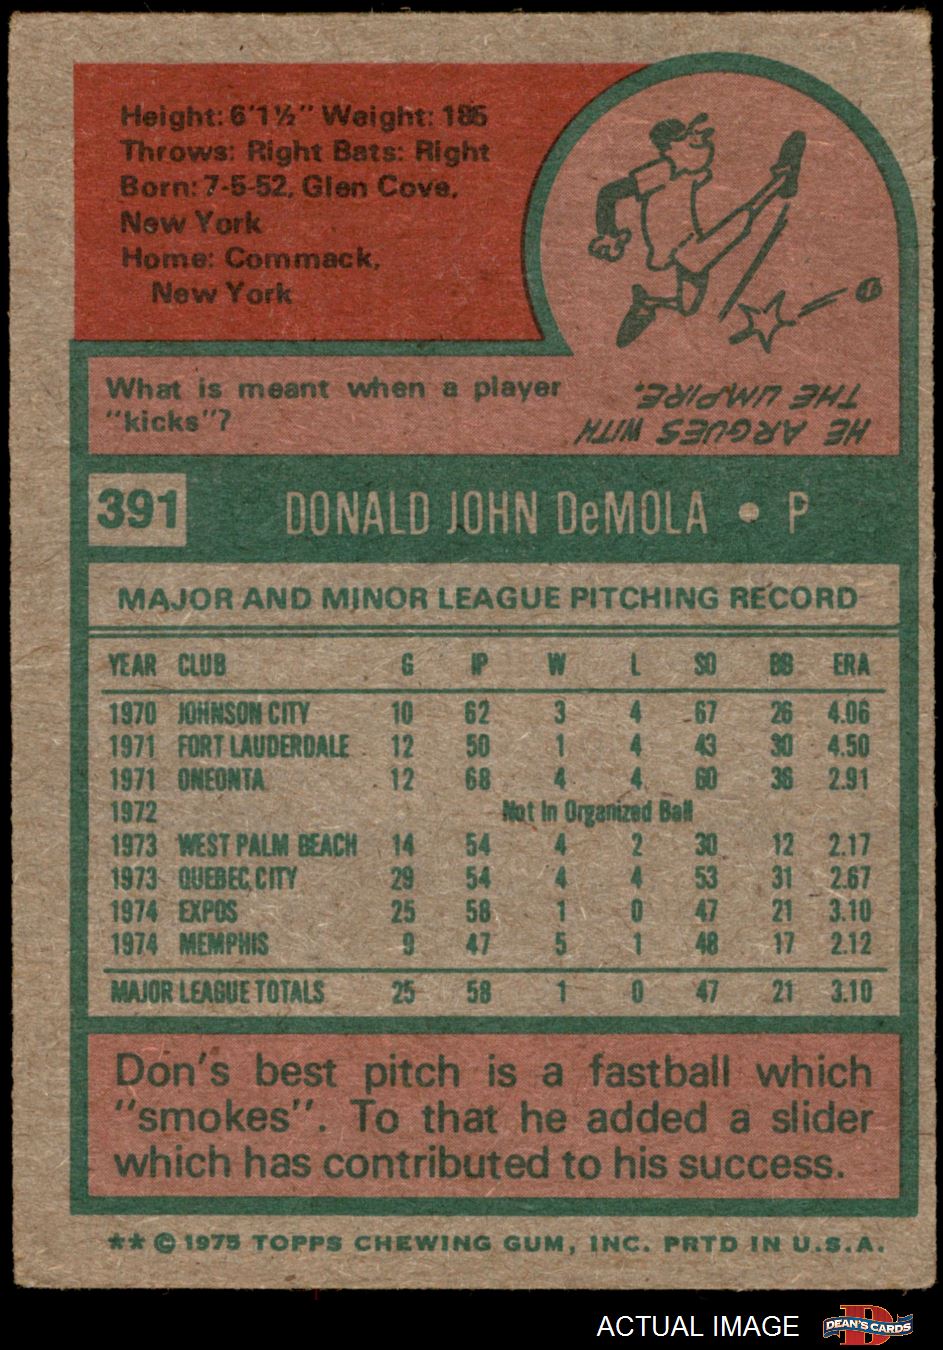 Height: 6'1½" Weight: 185
Throws: Right Bats: Right
Born: 7-5-52, Glen Cove,
New York
Home: Commack,
New York
What is meant when a player
"kicks"?
HE ARGUES WITH
THE UMPIRE.
391 DONALD JOHN DeMOLA • P
MAJOR AND MINOR LEAGUE PITCHING RECORD
YEAR CLUB G IP W L SO BB ERA
1970 JOHNSON CITY 10 62 3 4 67 26 4.06
1971 FORT LAUDERDALE 12 50 1 4 43 30 4.50
1971 ONEONTA 12 68 4 4 60 36 2.91
1972 Not In Organized Ball
1973 WEST PALM BEACH 14 54 4 2 30 12 2.17
1973 QUEBEC CITY 29 54 4 4 53 31 2.67
1974 EXPOS 25 58 1 0 47 21 3.10
1974 MEMPHIS 9 47 5 1 48 17 2.12
MAJOR LEAGUE TOTALS 25 58 1 0 47 21 3.10
Don's best pitch is a fastball which
"smokes". To that he added a slider
which has contributed to his success.
** © 1975 TOPPS CHEWING GUM, INC. PRTD IN U.S.A.
ACTUAL IMAGE DEAN'S CARDS